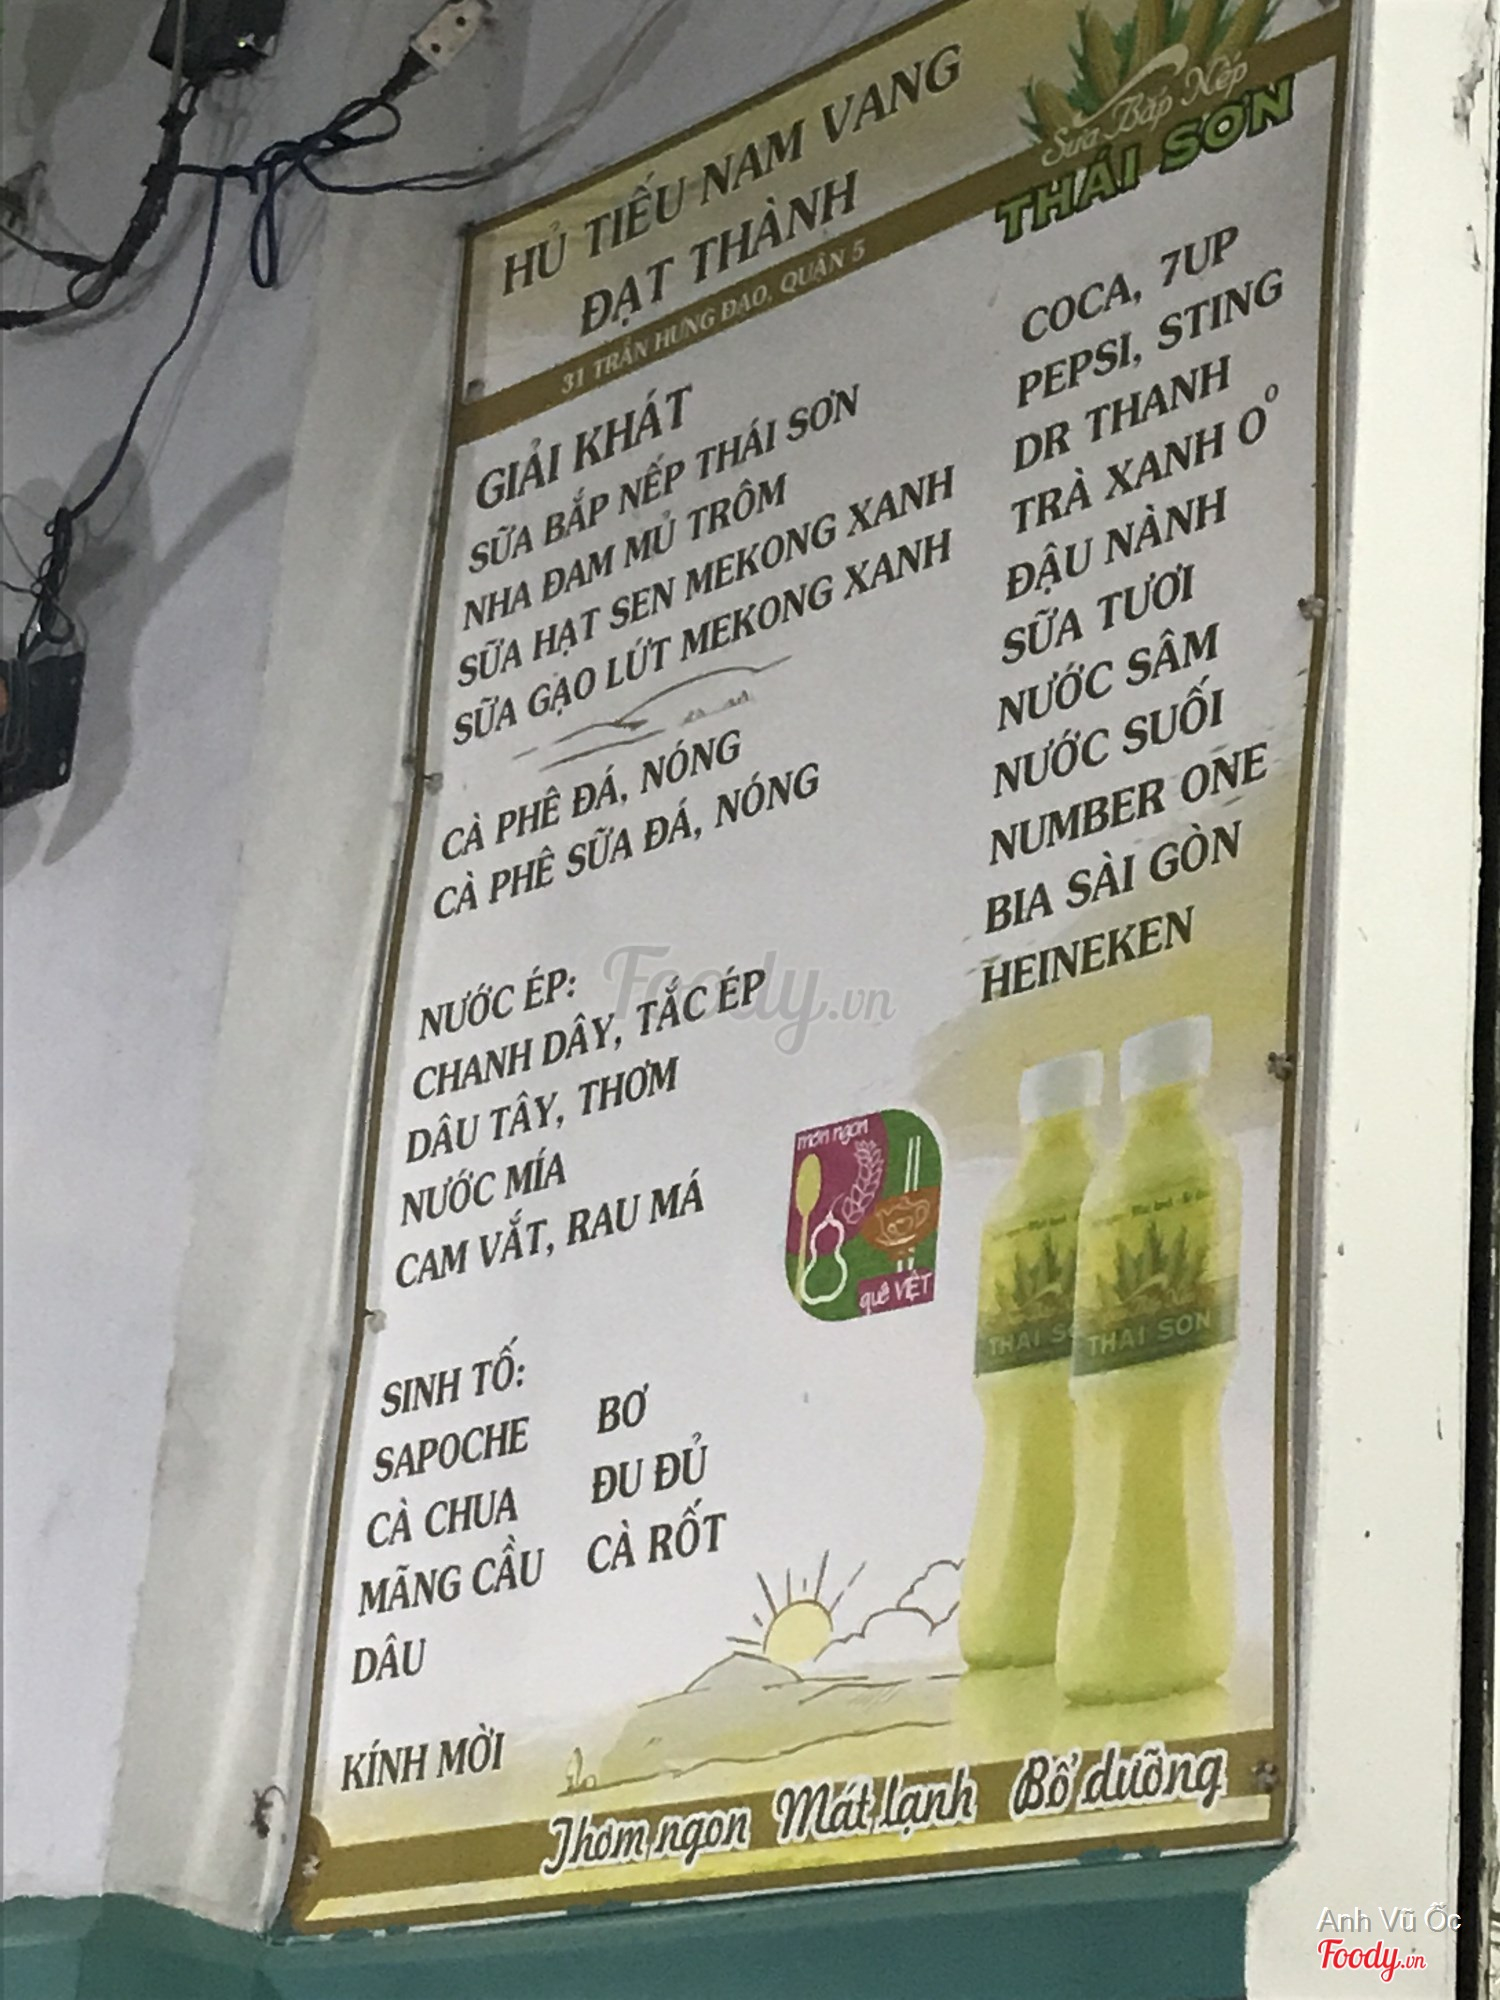 HỦ TIẾU NAM VANG
ĐẠT THÀNH
31 TRẦN HƯNG ĐẠO, QUẬN 5
Sữa Bắp Nếp
THÁI SƠN
GIẢI KHÁT
SỮA BẮP NẾP THÁI SƠN
NHA ĐAM MỦ TRÔM
SỮA HẠT SEN MEKONG XANH
SỮA GẠO LỨT MEKONG XANH
CÀ PHÊ ĐÁ, NÓNG
CÀ PHÊ SỮA ĐÁ, NÓNG
NƯỚC ÉP:
CHANH DÂY, TẮC ÉP
DÂU TÂY, THƠM
NƯỚC MÍA
CAM VẮT, RAU MÁ
SINH TỐ:
SAPOCHE BƠ
CÀ CHUA ĐU ĐỦ
MÃNG CẦU CÀ RỐT
DÂU
KÍNH MỜI
COCA, 7UP
PEPSI, STING
DR THANH
TRÀ XANH O°
ĐẬU NÀNH
SỮA TƯƠI
NƯỚC SÂM
NƯỚC SUỐI
NUMBER ONE
BIA SÀI GÒN
HEINEKEN
món ngon
quê VIỆT
THAI SƠN
Thơm ngon Mát lạnh Bổ dưỡng
Foody.vn
Anh Vũ Ốc
Foody.vn